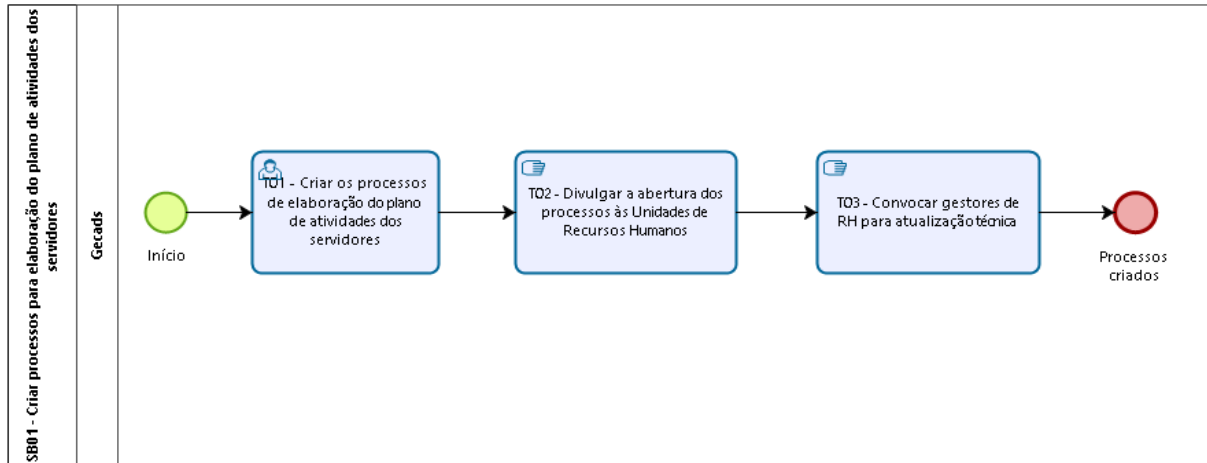 SB01 - Criar processos para elaboração do plano de atividades dos
servidores
Gecads
Início
T01 - Criar os processos
de elaboração do plano
de atividades dos
servidores
T02 - Divulgar a abertura dos
processos às Unidades de
Recursos Humanos
T03 - Convocar gestores de
RH para atualização técnica
Processos
criados